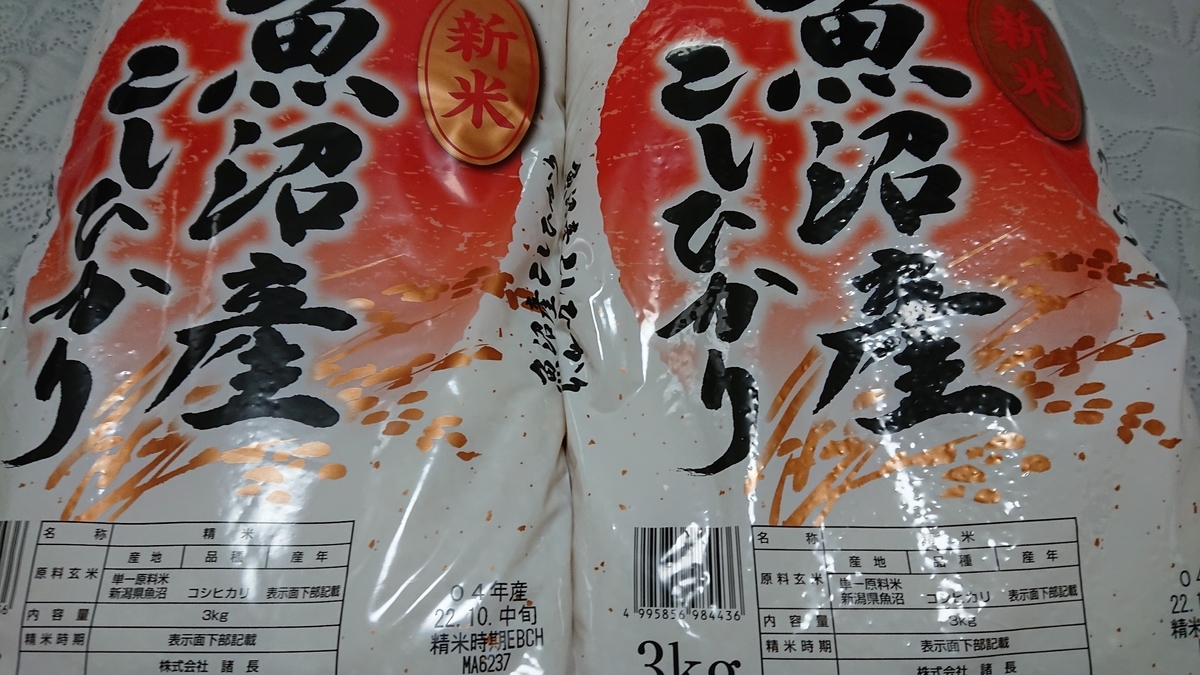 魚沼産
こしひかり
新米
魚沼産こしひかり
名称 精米
原料玄米 産地 品種 産年
単一原料米
新潟県魚沼 コシヒカリ 表示面下部記載
内容量 3kg
精米時期 表示面下部記載
株式会社 諸長
04年産
22.10.中旬
精米時期EBCH
MA6237
魚沼産
こしひかり
新米
4 995856 984436
3kg
名称 精米
原料玄米 産地 品種 産年
単一原料米
新潟県魚沼 コシヒカリ 表示面下部記載
内容量 3kg
精米時期 表示面下部記載
株式会社 諸長
04
22.1
精米